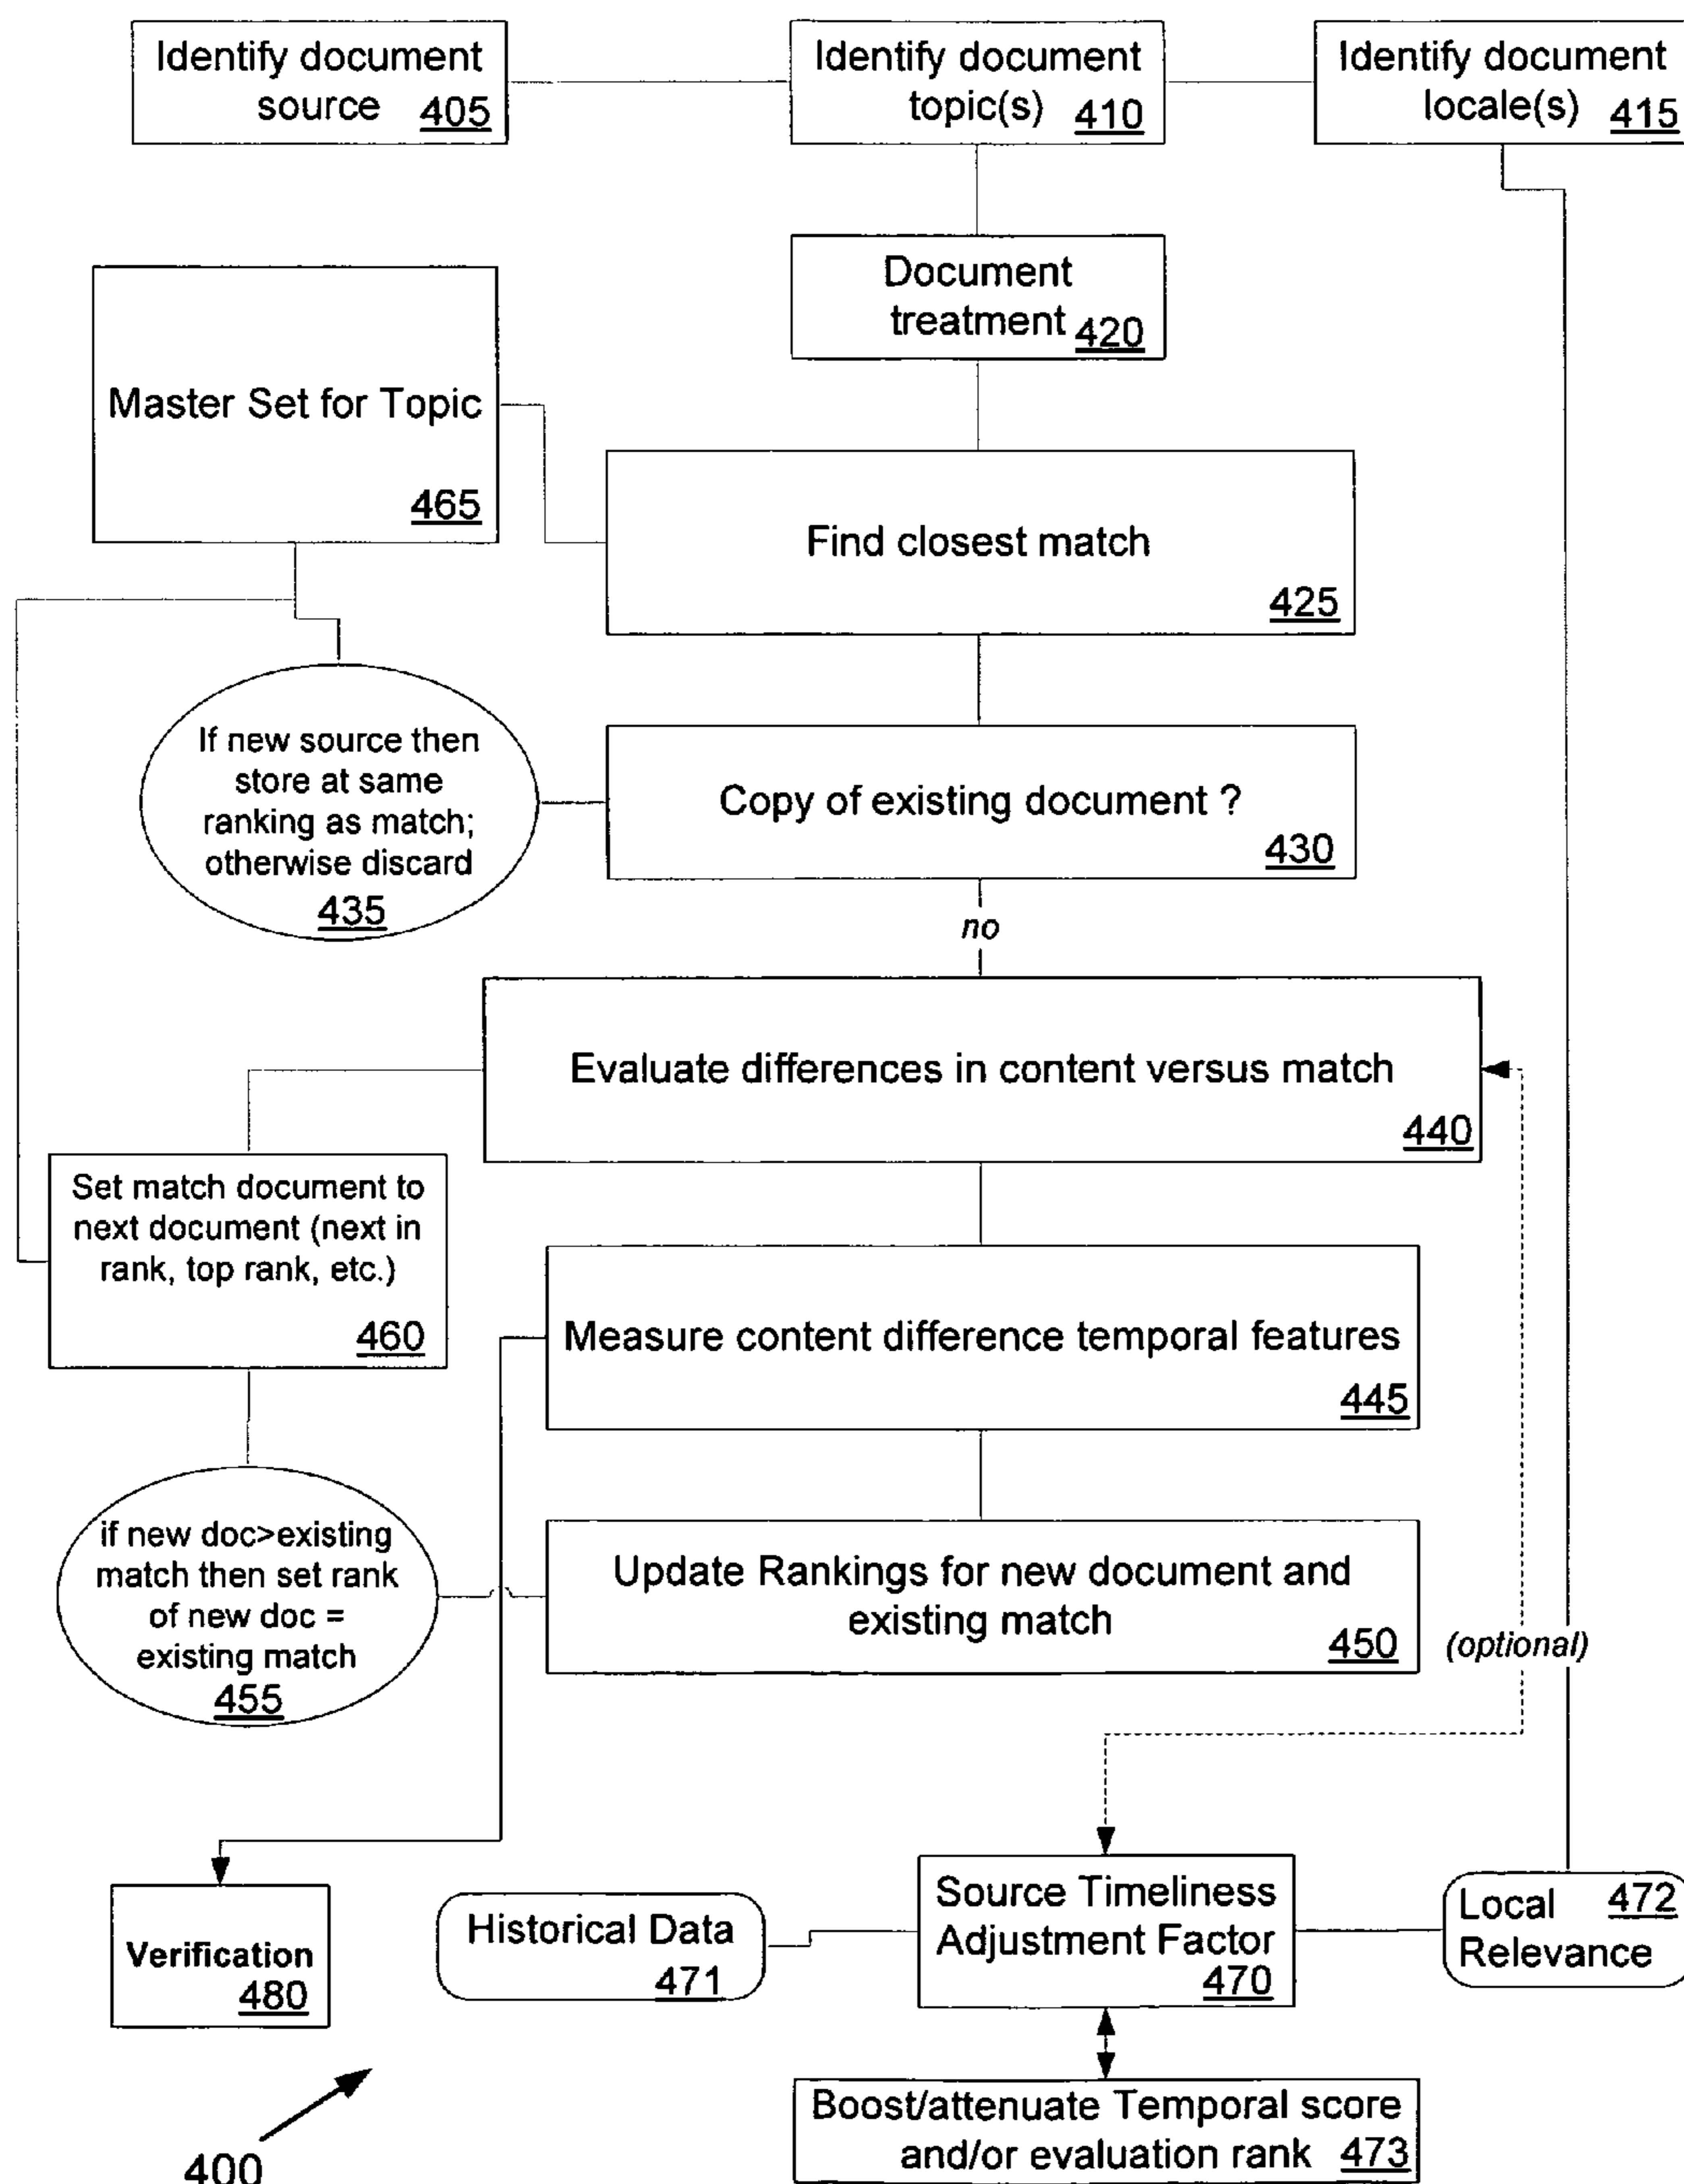 Identify document
source 405
Identify document
topic(s) 410
Identify document
locale(s) 415
Document
treatment 420
Master Set for Topic
465
Find closest match
425
If new source then
store at same
ranking as match;
otherwise discard
435
Copy of existing document ?
430
no
Evaluate differences in content versus match
440
Set match document to
next document (next in
rank, top rank, etc.)
460
Measure content difference temporal features
445
if new doc>existing
match then set rank
of new doc =
existing match
455
Update Rankings for new document and
existing match 450
(optional)
Verification
480
Historical Data
471
Source Timeliness
Adjustment Factor
470
Local 472
Relevance
Boost/attenuate Temporal score
and/or evaluation rank 473
400